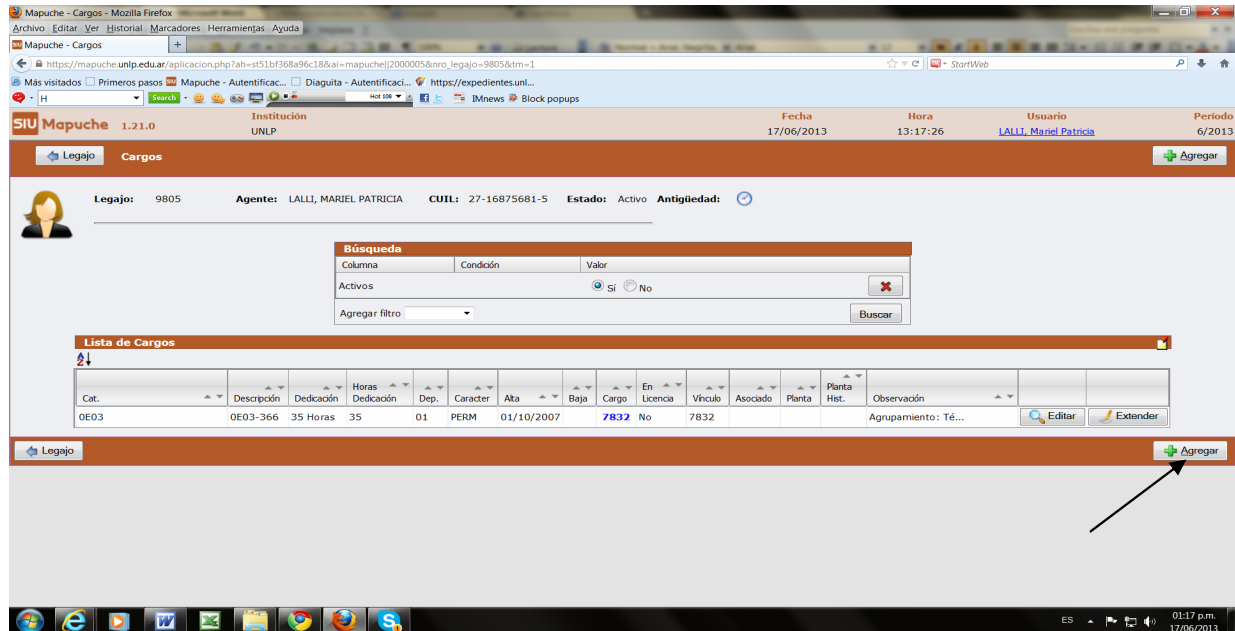 Mapuche - Cargos - Mozilla Firefox
Archivo Editar Ver Historial Marcadores Herramientas Ayuda
Mapuche - Cargos +
https://mapuche.unlp.edu.ar/aplicacion.php?ah=st51bf368a96c18&ai=mapuche||2000005&nro_legajo=9805&tm=1 StartWeb
Más visitados Primeros pasos Mapuche - Autentificac... Diaguita - Autentificaci... https://expedientes.unl...
H Search Hot 108 IMnews Block popups
SIU Mapuche 1.21.0 Institución Fecha Hora Usuario Periodo
UNLP 17/06/2013 13:17:26 LALLI, Mariel Patricia 6/2013
Legajo Cargos Agregar
Legajo: 9805 Agente: LALLI, MARIEL PATRICIA CUIL: 27-16875681-5 Estado: Activo Antigüedad:
Búsqueda
Columna Condición Valor
Activos Sí No
Agregar filtro Buscar
Lista de Cargos
Cat. Descripción Dedicación Horas Dedicación Dep. Caracter Alta Baja Cargo En Licencia Vínculo Asociado Planta Planta Hist. Observación
0E03 0E03-366 35 Horas 35 01 PERM 01/10/2007 7832 No 7832 Agrupamiento: Té... Editar Extender
Legajo Agregar
ES 01:17 p.m.
17/06/2013